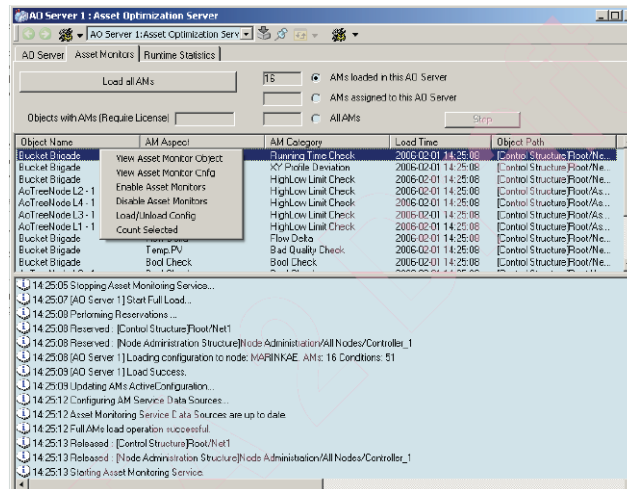 AO Server 1 : Asset Optimization Server
AO Server 1:Asset Optimization Serv
AO Server Asset Monitors Runtime Statistics
Load all AMs 16 AMs loaded in this AO Server
AMs assigned to this AO Server
Objects with AMs (Require License) All AMs Stop
Object Name AM Aspect AM Category Load Time Object Path
Bucket Brigade Running Time Check 2006-02-01 14:25:08 [Control Structure]Root/Ne...
Bucket Brigade XY Profile Deviation 2006-02-01 14:25:08 [Control Structure]Root/Ne...
AoTreeNode L2 - 1 HighLow Limit Check 2006-02-01 14:25:08 [Control Structure]Root/As...
AoTreeNode L4 - 1 HighLow Limit Check 2006-02-01 14:25:08 [Control Structure]Root/As...
AoTreeNode L3 - 1 HighLow Limit Check 2006-02-01 14:25:08 [Control Structure]Root/As...
AoTreeNode L1 - 1 HighLow Limit Check 2006-02-01 14:25:08 [Control Structure]Root/As...
Bucket Brigade Flow Delta 2006-02-01 14:25:08 [Control Structure]Root/Ne...
Bucket Brigade Temp.PV Bad Quality Check 2006-02-01 14:25:08 [Control Structure]Root/Ne...
Bucket Brigade Bool Check Bool Check 2006-02-01 14:25:08 [Control Structure]Root/Ne...
View Asset Monitor Object
View Asset Monitor Cnfg
Enable Asset Monitors
Disable Asset Monitors
Load/Unload Config
Count Selected
14:25:05 Stopping Asset Monitoring Service...
14:25:07 [AO Server 1] Start Full Load...
14:25:08 Performing Reservations ...
14:25:08 Reserved : [Control Structure]Root/Net1
14:25:08 Reserved : [Node Administration Structure]Node Administration/All Nodes/Controller_1
14:25:08 [AO Server 1] Loading configuration to node: MARINKAE. AMs: 16 Conditions: 51
14:25:09 [AO Server 1] Load Success.
14:25:09 Updating AMs ActiveConfiguration...
14:25:12 Configuring AM Service Data Sources...
14:25:12 Asset Monitoring Service Data Sources are up to date.
14:25:12 Full AMs load operation successful.
14:25:13 Released : [Control Structure]Root/Net1
14:25:13 Released : [Node Administration Structure]Node Administration/All Nodes/Controller_1
14:25:13 Starting Asset Monitoring Service.